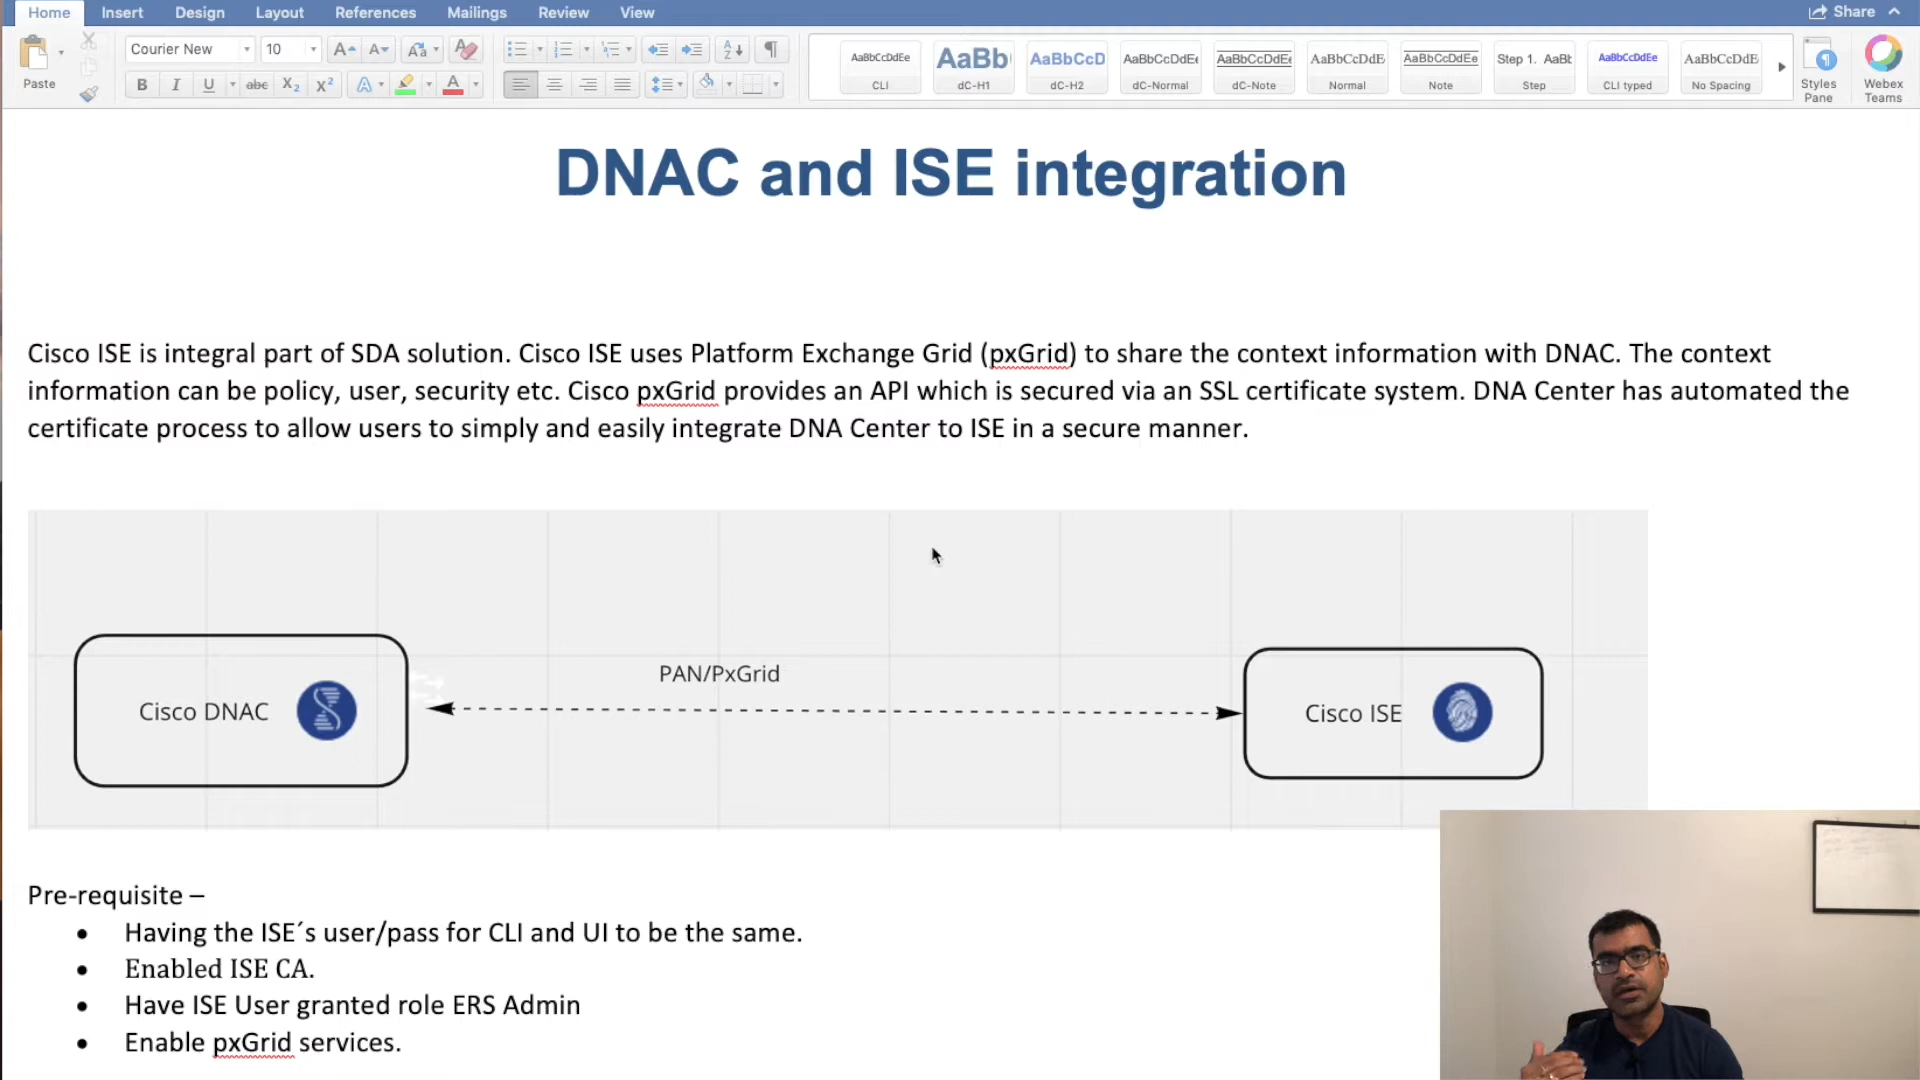 Home Insert Design Layout References Mailings Review View Share
Courier New 10
Paste
B I U abc X₂ X²
AaBbCcDdEe AaBb AaBbCcD AaBbCcDdEe AaBbCcDdEe AaBbCcDdE AaBbCcDdEe Step 1. AaBb AaBbCcDdEe AaBbCcDdE
CLI dC-H1 dC-H2 dC-Normal dC-Note Normal Note Step CLI typed No Spacing
Styles Pane
Webex Teams
DNAC and ISE integration
Cisco ISE is integral part of SDA solution. Cisco ISE uses Platform Exchange Grid (pxGrid) to share the context information with DNAC. The context
information can be policy, user, security etc. Cisco pxGrid provides an API which is secured via an SSL certificate system. DNA Center has automated the
certificate process to allow users to simply and easily integrate DNA Center to ISE in a secure manner.
PAN/PxGrid
Cisco DNAC
Cisco ISE
Pre-requisite –
• Having the ISE´s user/pass for CLI and UI to be the same.
• Enabled ISE CA.
• Have ISE User granted role ERS Admin
• Enable pxGrid services.